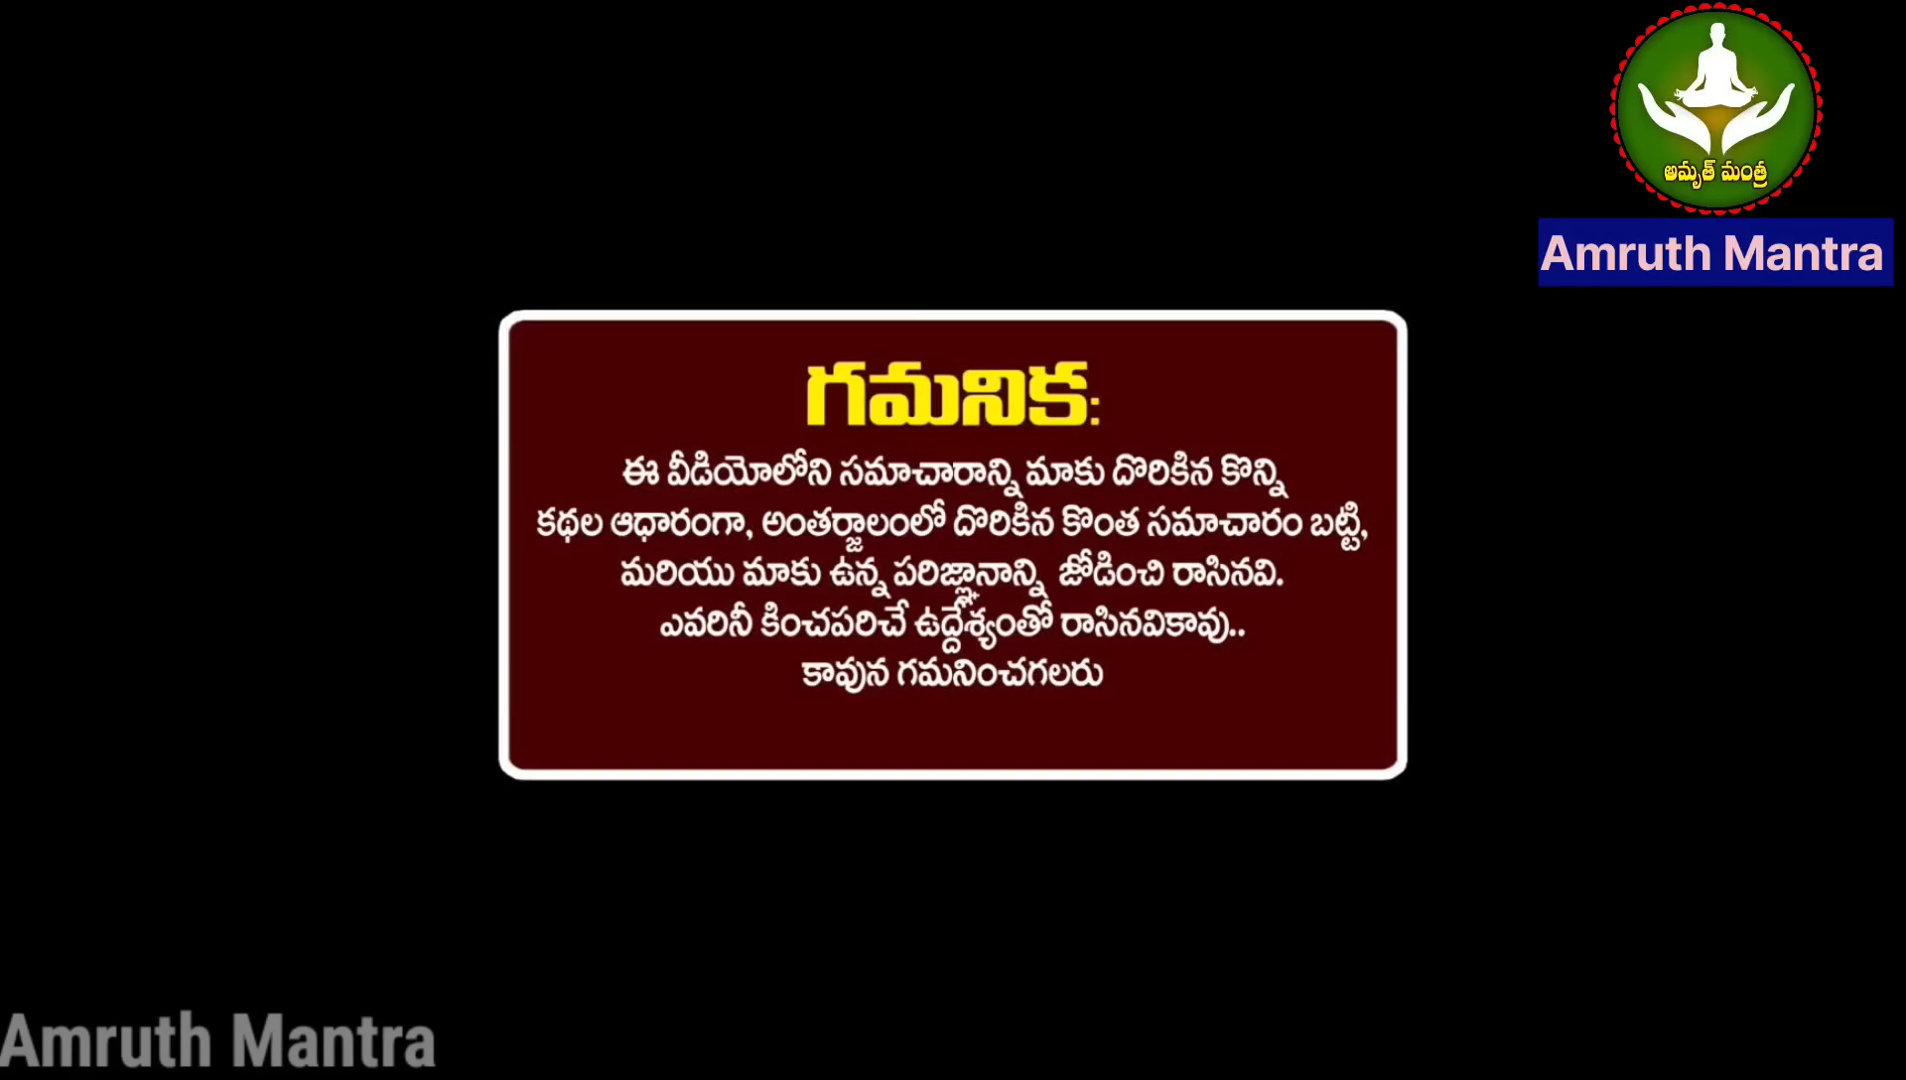 అమృత్ మంత్ర
Amruth Mantra
గమనిక:
ఈ వీడియోలోని సమాచారాన్ని మాకు దొరికిన కొన్ని
కథల ఆధారంగా, అంతర్జాలంలో దొరికిన కొంత సమాచారం బట్టి,
మరియు మాకు ఉన్న పరిజ్ఞానాన్ని జోడించి రాసినవి.
ఎవరినీ కించపరిచే ఉద్దేశ్యంతో రాసినవికావు..
కావున గమనించగలరు
Amruth Mantra